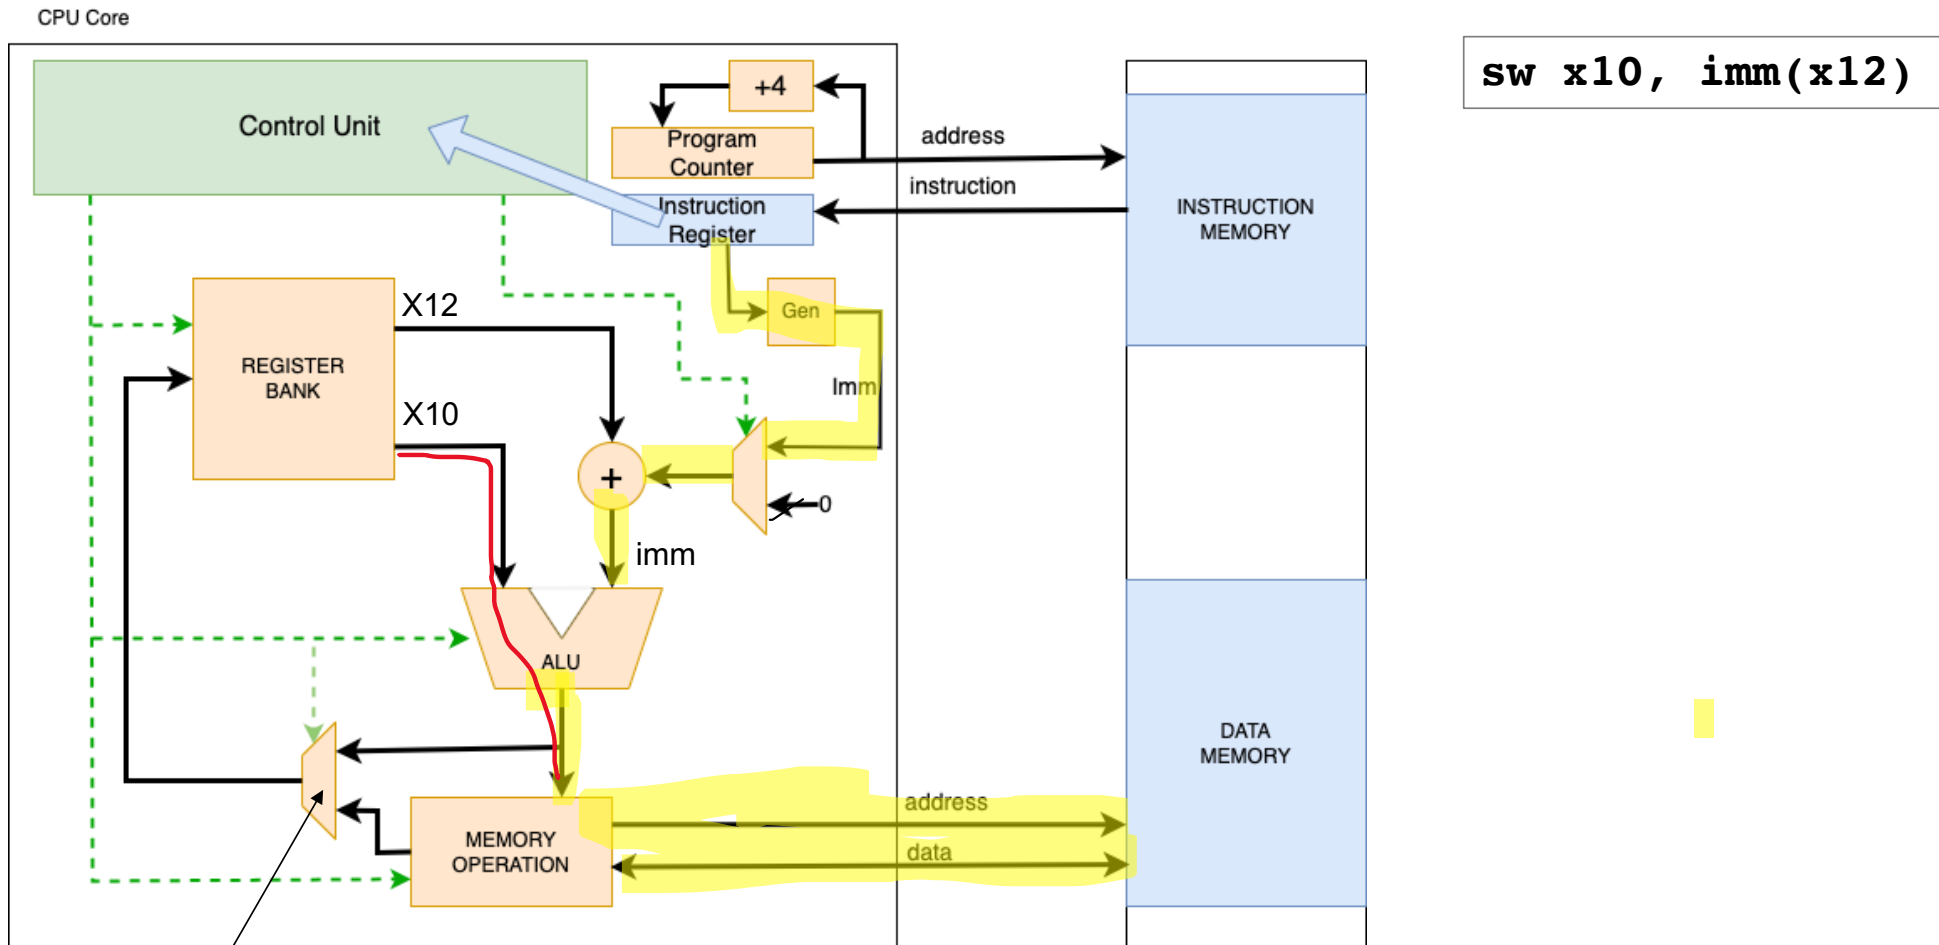 CPU Core
sw x10, imm(x12)
Control Unit
+4
Program
Counter
address
instruction
Instruction
Register
INSTRUCTION
MEMORY
Gen
X12
REGISTER
BANK
Imm
X10
+
0
imm
ALU
DATA
MEMORY
address
MEMORY
OPERATION
data